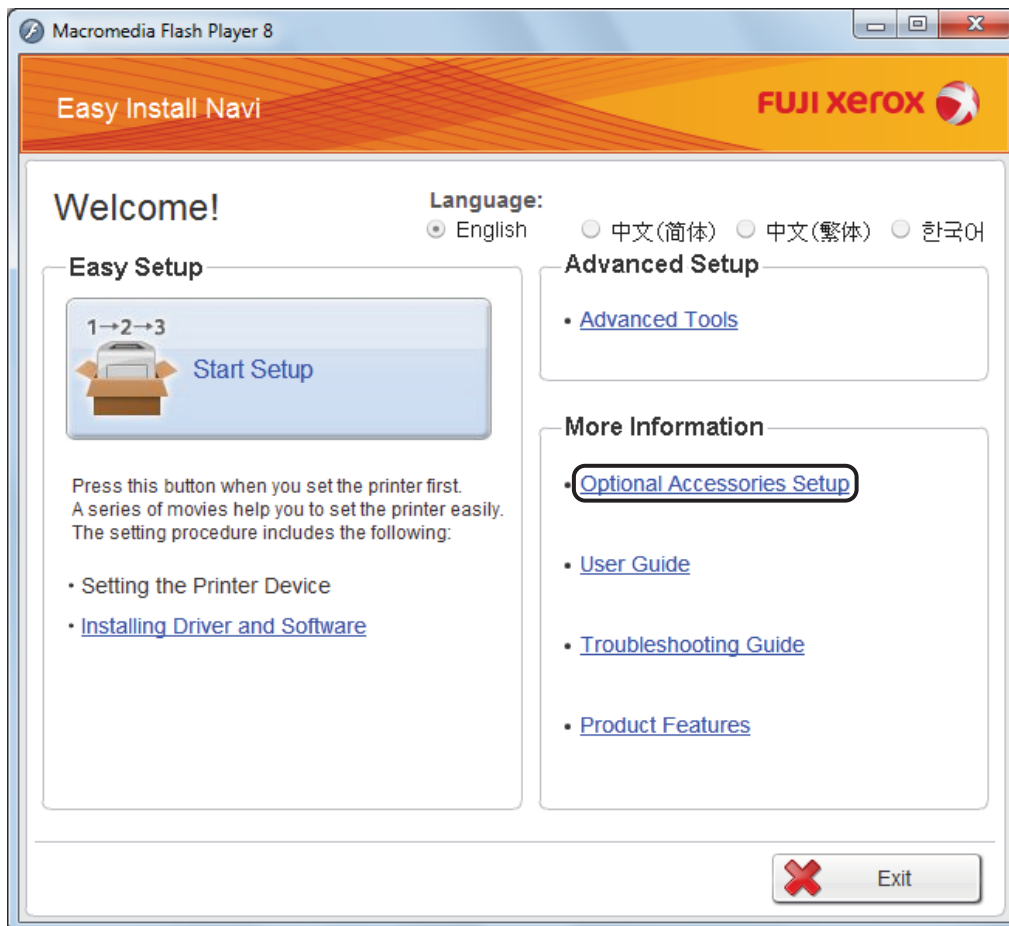 Macromedia Flash Player 8
Easy Install Navi
FUJI xerox
Welcome!
Language:
English 中文(简体) 中文(繁体) 한국어
Easy Setup
1→2→3
Start Setup
Press this button when you set the printer first.
A series of movies help you to set the printer easily.
The setting procedure includes the following:
• Setting the Printer Device
• Installing Driver and Software
Advanced Setup
• Advanced Tools
More Information
• Optional Accessories Setup
• User Guide
• Troubleshooting Guide
• Product Features
Exit